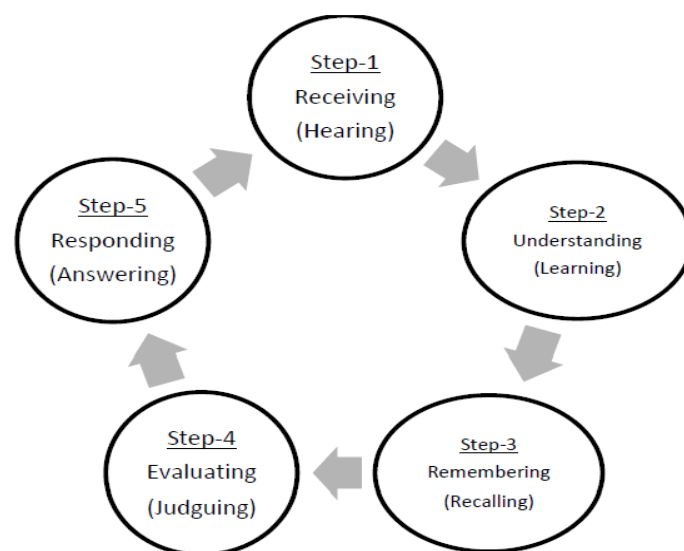 Step-1
Receiving
(Hearing)
Step-2
Understanding
(Learning)
Step-3
Remembering
(Recalling)
Step-4
Evaluating
(Judguing)
Step-5
Responding
(Answering)